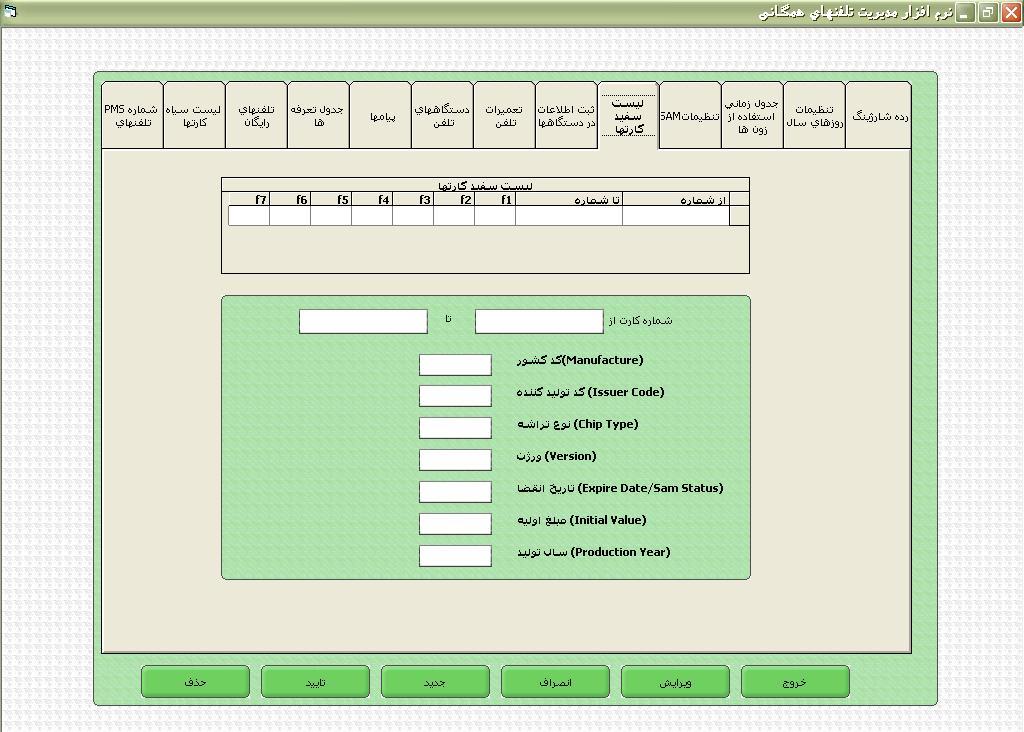 نرم افزار مديريت تلفنهاي همگاني
رده شارژينگ
تنظيمات
روزهاي سال
جدول زماني
استفاده از
زون ها
تنظيماتSAM
ليست
سفيد
كارتها
ثبت اطلاعات
در دستگاهها
تعميرات
تلفن
دستگاههاي
تلفن
پيامها
جدول تعرفه
ها
تلفنهاي
رايگان
ليست سياه
كارتها
شماره PMS
تلفنهاي
ليست سفيد كارتها
از شماره تا شماره f1 f2 f3 f4 f5 f6 f7
شماره كارت از تا
كد كشور(Manufacture)
كد توليد كننده (Issuer Code)
نوع تراشه (Chip Type)
ورژن (Version)
تاريخ انقضا (Expire Date/Sam Status)
مبلغ اوليه (Initial Value)
سال توليد (Production Year)
خروج
ويرايش
انصراف
جديد
تاييد
حذف